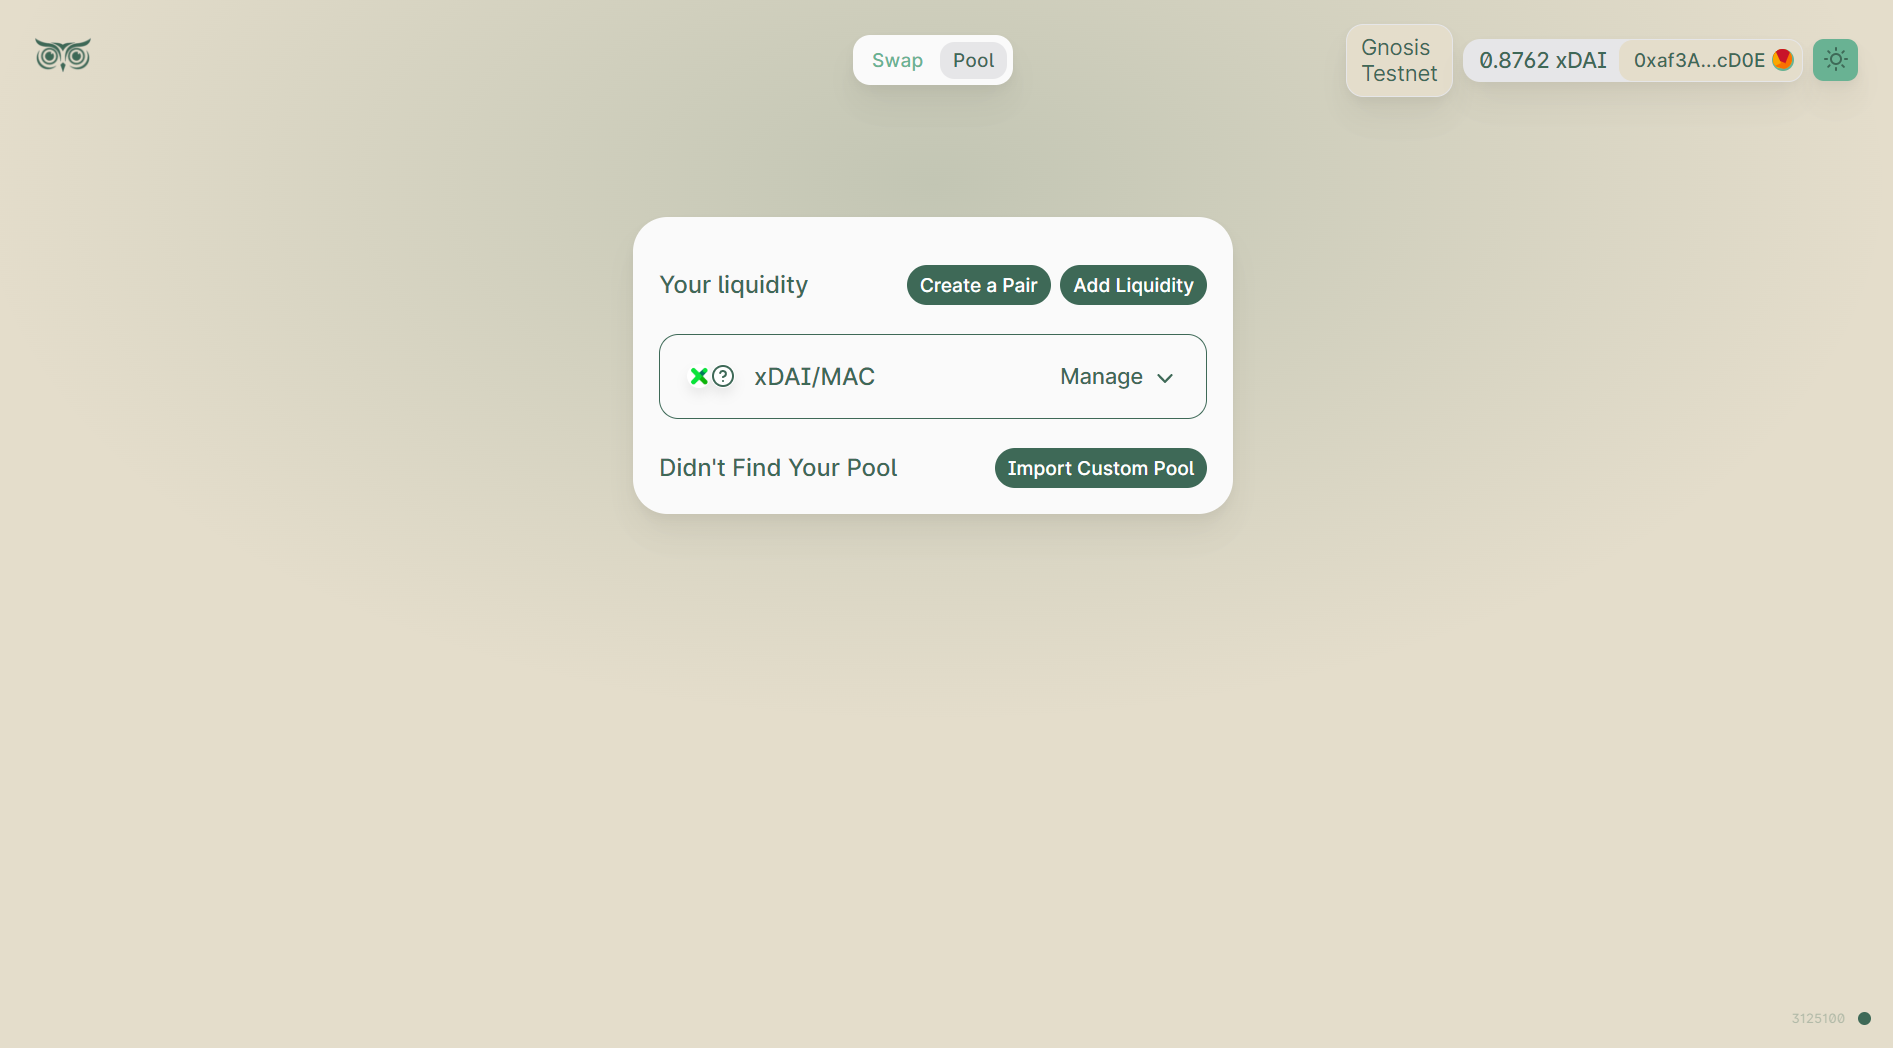 Swap
Pool
Gnosis
Testnet
0.8762 xDAI
0xaf3A...cD0E
Your liquidity
Create a Pair
Add Liquidity
xDAI/MAC
Manage
Didn't Find Your Pool
Import Custom Pool
3125100